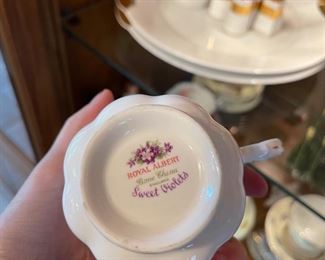 ROYAL ALBERT
Bone China
ENGLAND
Sweet Violets